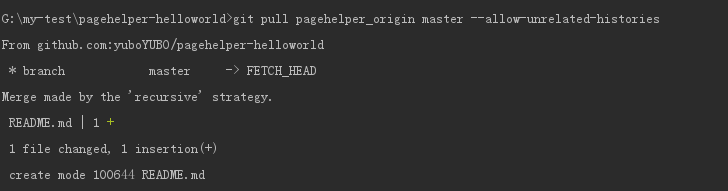 G:\my-test\pagehelper-helloworld>git pull pagehelper_origin master --allow-unrelated-histories
From github.com:yuboYUBO/pagehelper-helloworld
 * branch            master     -> FETCH_HEAD
Merge made by the 'recursive' strategy.
 README.md | 1 +
 1 file changed, 1 insertion(+)
 create mode 100644 README.md